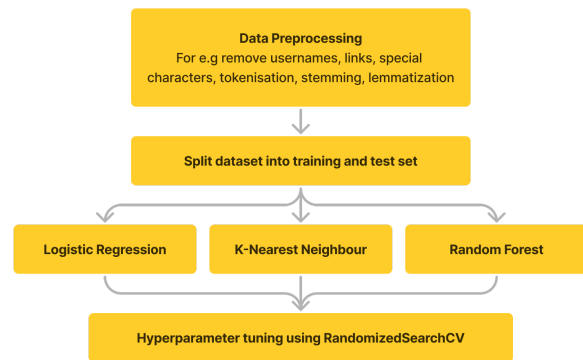 Data Preprocessing
For e.g remove usernames, links, special
characters, tokenisation, stemming, lemmatization
Split dataset into training and test set
Logistic Regression
K-Nearest Neighbour
Random Forest
Hyperparameter tuning using RandomizedSearchCV